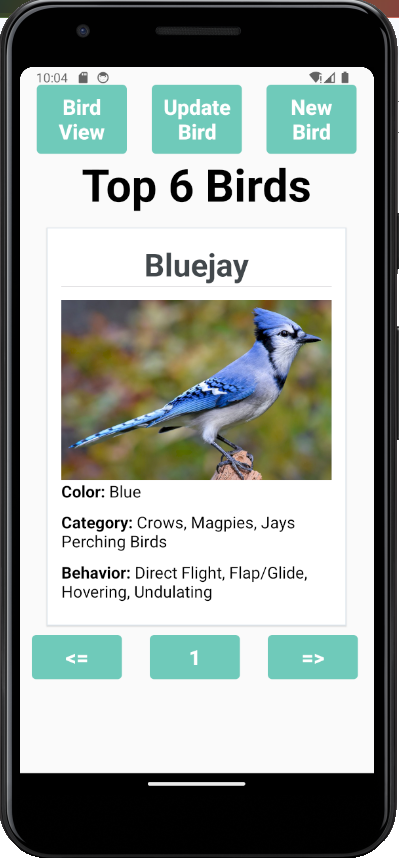 10:04
Bird View
Update Bird
New Bird
Top 6 Birds
Bluejay
Color: Blue
Category: Crows, Magpies, Jays
Perching Birds
Behavior: Direct Flight, Flap/Glide,
Hovering, Undulating
<=
1
=>